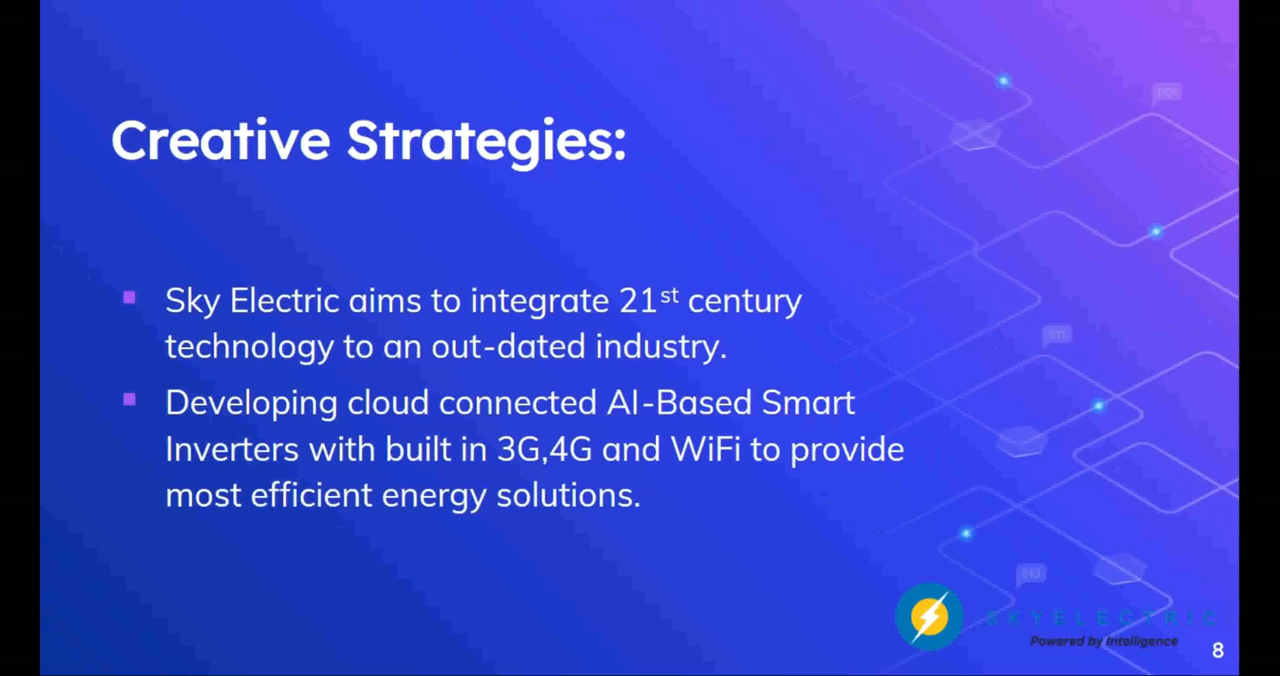 Creative Strategies:
Sky Electric aims to integrate 21st century
technology to an out-dated industry.
Developing cloud connected AI-Based Smart
Inverters with built in 3G,4G and WiFi to provide
most efficient energy solutions.
SKYELECTRIC
Powered by Intelligence
8